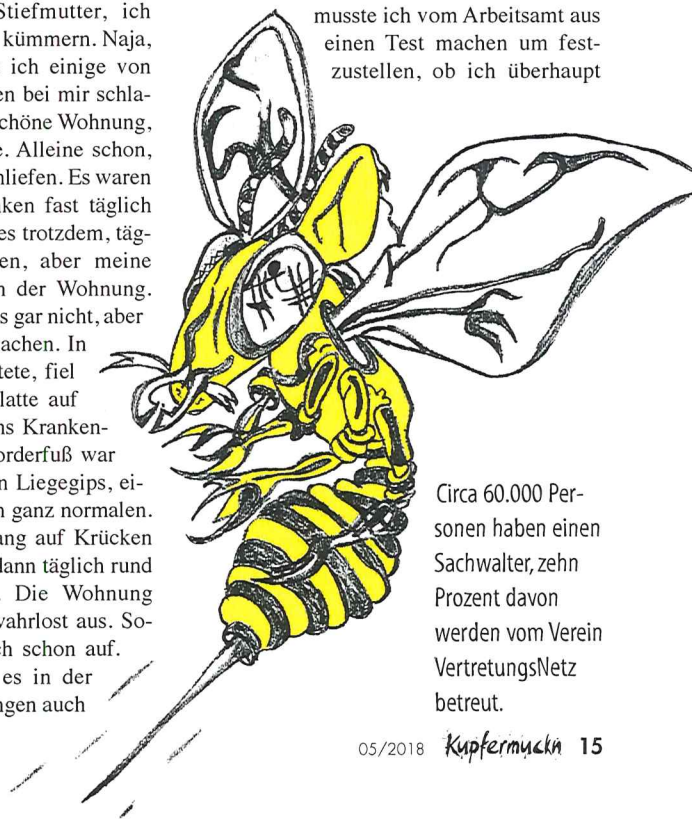 Stiefmutter, ich
kümmern. Naja,
ich einige von
en bei mir schla-
chöne Wohnung,
e. Alleine schon,
hliefen. Es waren
ken fast täglich
es trotzdem, täg-
en, aber meine
n der Wohnung.
s gar nicht, aber
achen. In
tete, fiel
latte auf
ns Kranken-
orderfuß war
n Liegegips, ei-
n ganz normalen.
ang auf Krücken
dann täglich rund
. Die Wohnung
wahrlost aus. So-
ch schon auf.
es in der
ngen auch
musste ich vom Arbeitsamt aus
einen Test machen um fest-
zustellen, ob ich überhaupt
Circa 60.000 Per-
sonen haben einen
Sachwalter, zehn
Prozent davon
werden vom Verein
VertretungsNetz
betreut.
05/2018 Kupfermuckn 15